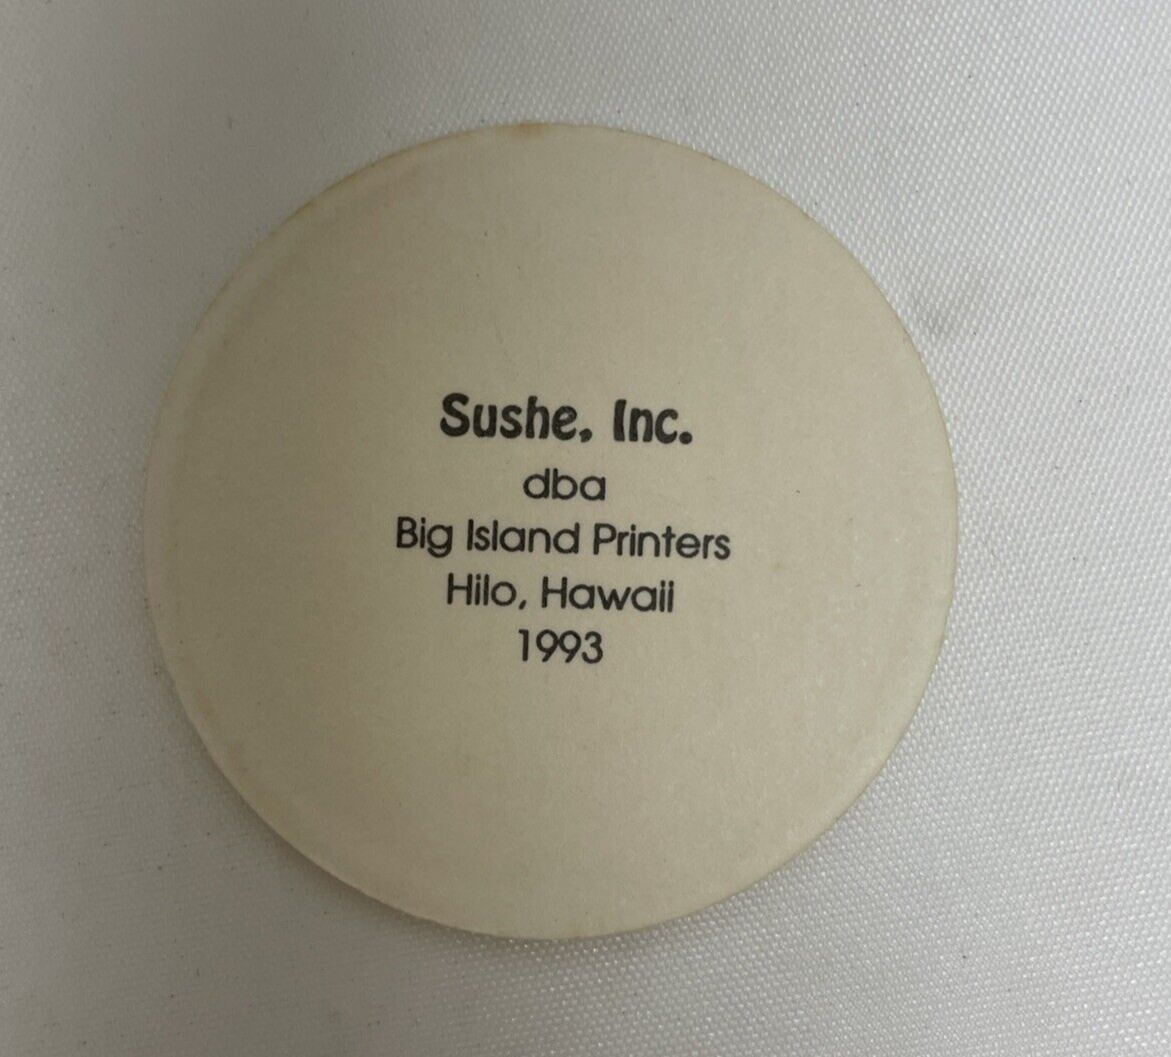 Sushe, Inc.
dba
Big Island Printers
Hilo, Hawaii
1993